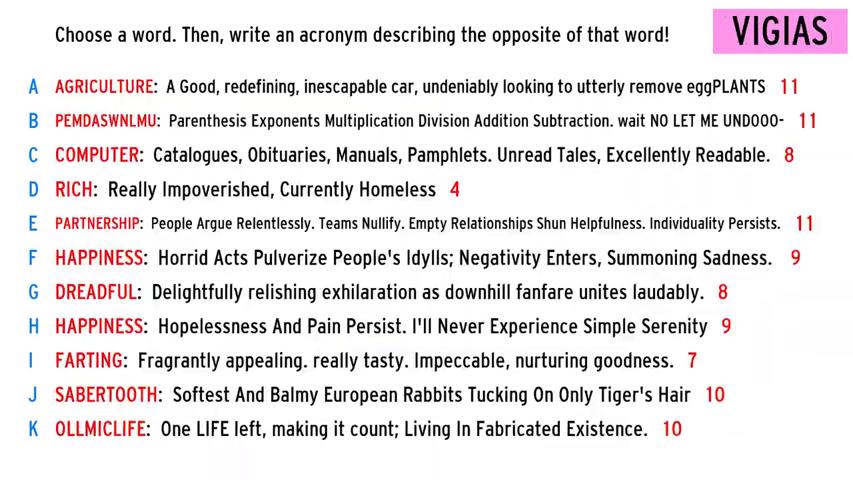 Choose a word. Then, write an acronym describing the opposite of that word!
VIGIAS
A AGRICULTURE: A Good, redefining, inescapable car, undeniably looking to utterly remove eggPLANTS 11
B PEMDASWNLMU: Parenthesis Exponents Multiplication Division Addition Subtraction. wait NO LET ME UNDOOO- 11
C COMPUTER: Catalogues, Obituaries, Manuals, Pamphlets. Unread Tales, Excellently Readable. 8
D RICH: Really Impoverished, Currently Homeless 4
E PARTNERSHIP: People Argue Relentlessly. Teams Nullify. Empty Relationships Shun Helpfulness. Individuality Persists. 11
F HAPPINESS: Horrid Acts Pulverize People's Idylls; Negativity Enters, Summoning Sadness. 9
G DREADFUL: Delightfully relishing exhilaration as downhill fanfare unites laudably. 8
H HAPPINESS: Hopelessness And Pain Persist. I'll Never Experience Simple Serenity 9
I FARTING: Fragrantly appealing. really tasty. Impeccable, nurturing goodness. 7
J SABERTOOTH: Softest And Balmy European Rabbits Tucking On Only Tiger's Hair 10
K OLLMICLIFE: One LIFE left, making it count; Living In Fabricated Existence. 10